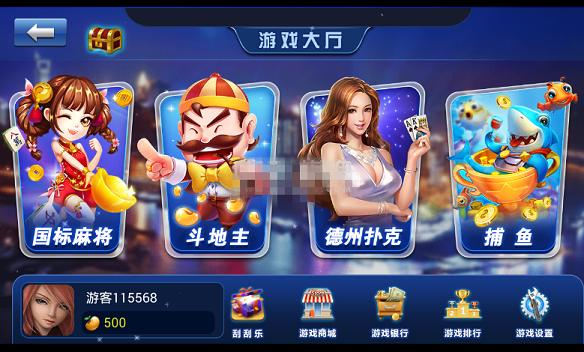 游戏大厅
国标麻将
斗地主
德州扑克
捕鱼
游客115568
500
刮刮乐
游戏商城
游戏银行
游戏排行
游戏设置